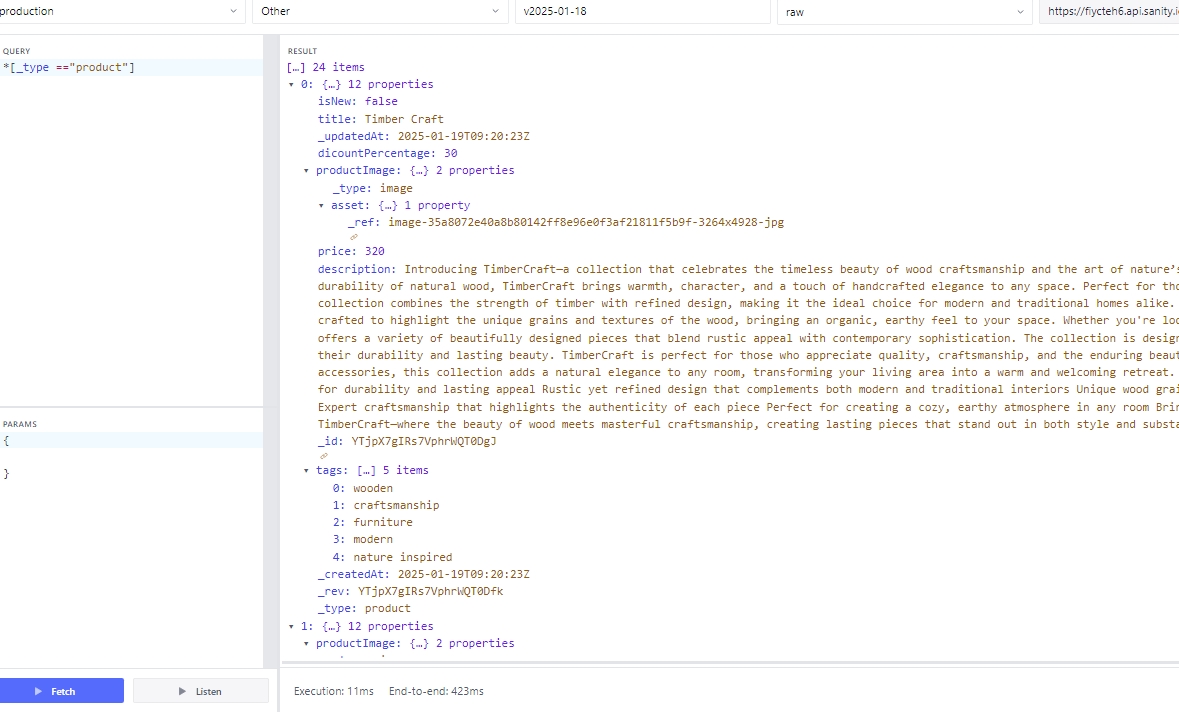 production
Other
v2025-01-18
raw
https://fiycteh6.api.sanity.i
QUERY
*[_type =="product"]
PARAMS
{
}
Fetch
Listen
RESULT
[…] 24 items
0: {…} 12 properties
isNew: false
title: Timber Craft
_updatedAt: 2025-01-19T09:20:23Z
dicountPercentage: 30
productImage: {…} 2 properties
_type: image
asset: {…} 1 property
_ref: image-35a8072e40a8b80142ff8e96e0f3af21811f5b9f-3264x4928-jpg
price: 320
description: Introducing TimberCraft—a collection that celebrates the timeless beauty of wood craftsmanship and the art of nature's
durability of natural wood, TimberCraft brings warmth, character, and a touch of handcrafted elegance to any space. Perfect for tho
collection combines the strength of timber with refined design, making it the ideal choice for modern and traditional homes alike.
crafted to highlight the unique grains and textures of the wood, bringing an organic, earthy feel to your space. Whether you're loo
offers a variety of beautifully designed pieces that blend rustic appeal with contemporary sophistication. The collection is design
their durability and lasting beauty. TimberCraft is perfect for those who appreciate quality, craftsmanship, and the enduring beaut
accessories, this collection adds a natural elegance to any room, transforming your living area into a warm and welcoming retreat.
for durability and lasting appeal Rustic yet refined design that complements both modern and traditional interiors Unique wood grai
Expert craftsmanship that highlights the authenticity of each piece Perfect for creating a cozy, earthy atmosphere in any room Brin
TimberCraft—where the beauty of wood meets masterful craftsmanship, creating lasting pieces that stand out in both style and substa
_id: YTjpX7gIRs7VphrWQT0DgJ
tags: […] 5 items
0: wooden
1: craftsmanship
2: furniture
3: modern
4: nature inspired
_createdAt: 2025-01-19T09:20:23Z
_rev: YTjpX7gIRs7VphrWQT0Dfk
_type: product
1: {…} 12 properties
productImage: {…} 2 properties
Execution: 11ms End-to-end: 423ms